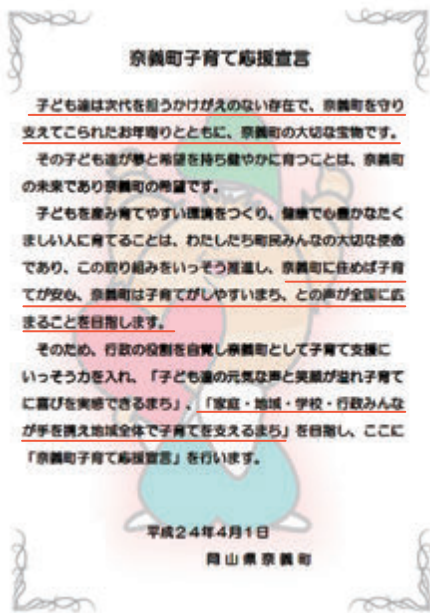 奈義町子育て応援宣言
子ども達は次代を担うかけがえのない存在で、奈義町を守り
支えてこられたお年寄りとともに、奈義町の大切な宝物です。
その子ども達が夢と希望を持ち健やかに育つことは、奈義町
の未来であり奈義町の希望です。
子どもを産み育てやすい環境をつくり、健康で心豊かなたく
ましい人に育てることは、わたしたち町民みんなの大切な使命
であり、この取り組みをいっそう推進し、奈義町に住めば子育
てが安心、奈義町は子育てがしやすいまち、との声が全国に広
まることを目指します。
そのため、行政の役割を自覚し奈義町として子育て支援に
いっそう力を入れ、「子ども達の元気な声と笑顔が溢れ子育て
に喜びを実感できるまち」、「家庭・地域・学校・行政みんな
が手を携え地域全体で子育てを支えるまち」を目指し、ここに
「奈義町子育て応援宣言」を行います。
平成24年4月1日
岡山県奈義町